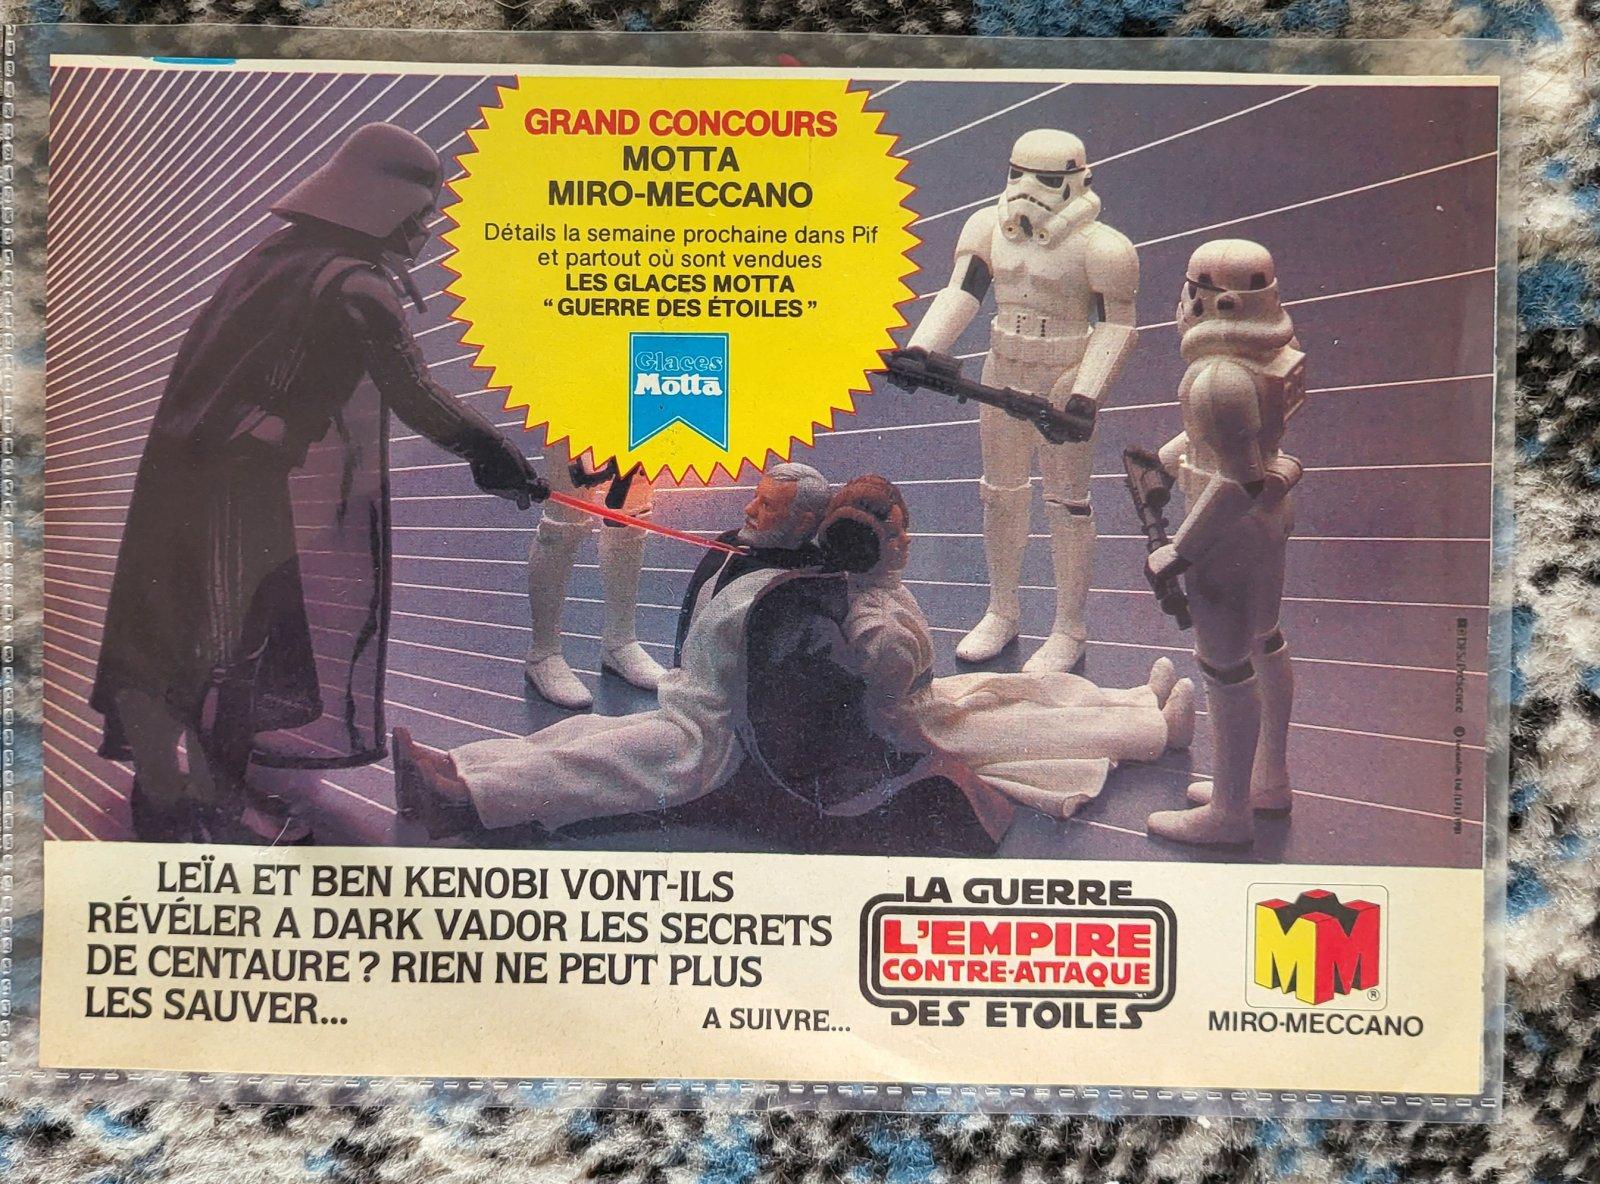 GRAND CONCOURS
MOTTA
MIRO-MECCANO
Détails la semaine prochaine dans Pif
et partout où sont vendues
LES GLACES MOTTA
“ GUERRE DES ÉTOILES ”
Glaces
Motta
LEÏA ET BEN KENOBI VONT-ILS
RÉVÉLER A DARK VADOR LES SECRETS
DE CENTAURE ? RIEN NE PEUT PLUS
LES SAUVER...
A SUIVRE...
LA GUERRE
L'EMPIRE
CONTRE-ATTAQUE
DES ETOILES
MM
®
MIRO-MECCANO